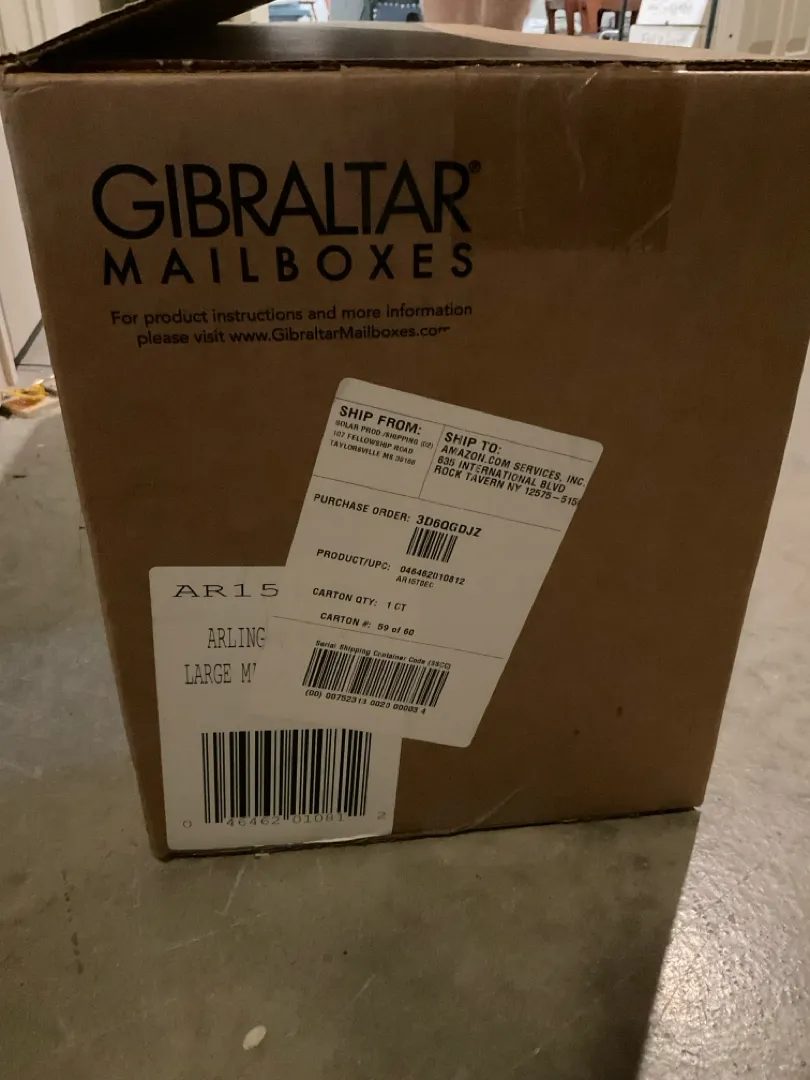 GIBRALTAR®
MAILBOXES
For product instructions and more information
please visit www.GibraltarMailboxes.com
SHIP FROM:
SOLAR PROD /SHIPPING (02)
107 FELLOWSHIP ROAD
TAYLORSVILLE MS 39168
SHIP TO:
AMAZON.COM SERVICES, INC.
635 INTERNATIONAL BLVD
ROCK TAVERN NY 12575-515
PURCHASE ORDER: 3D6QGDJZ
PRODUCT/UPC: 046462010812
CARTON QTY: 1 CT
CARTON #: 59 of 60
Serial Shipping Container Code (SSCC)
AR15
ARLING
LARGE M
0 46462 01081 2